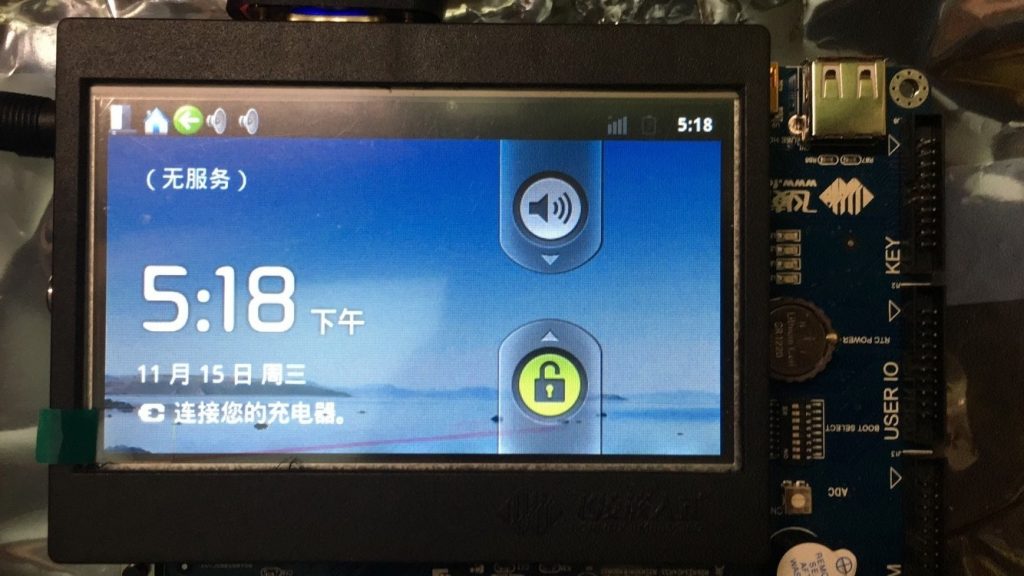 5:18
(无服务)
5:18 下午
11 月 15 日 周三
连接您的充电器。
KEY
RTC POWER
USER IO
BOOT SELECT
ADC